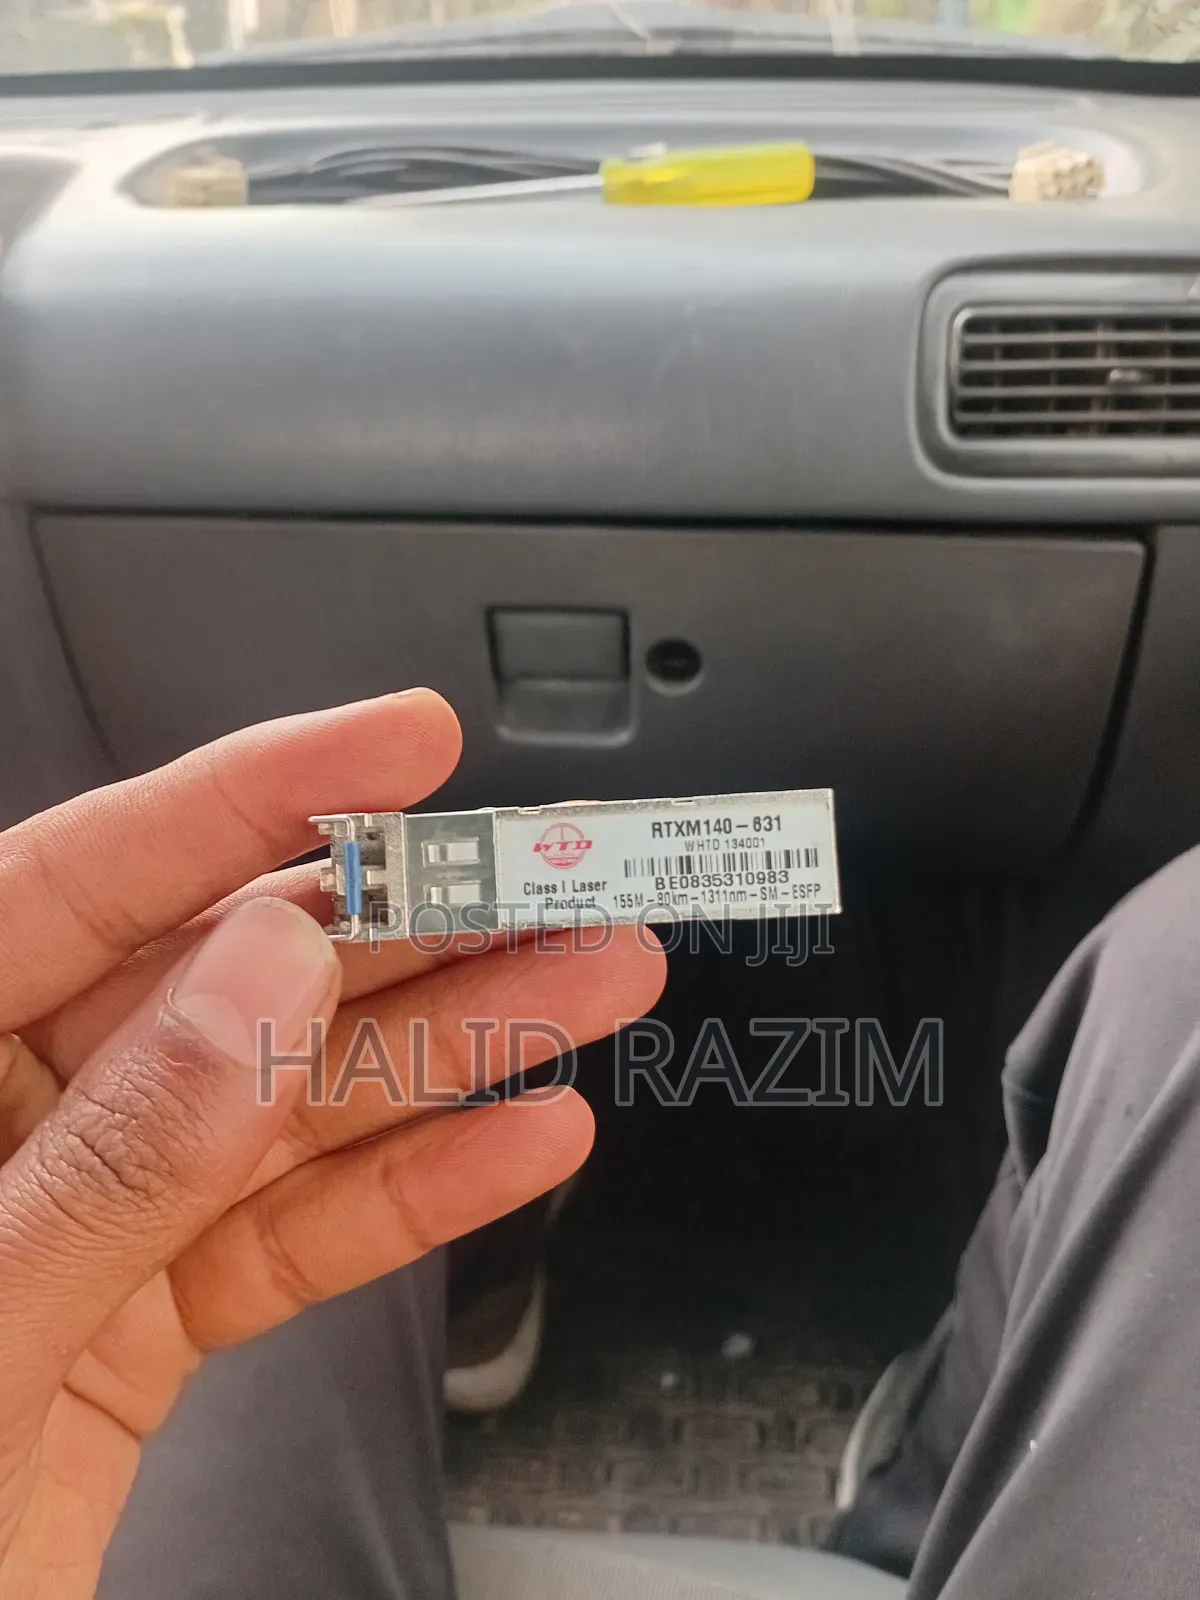 WTD
RTXM140-631
WHTD 134001
BE0835310983
Class I Laser
Product
155M-80km-1311nm-SM-ESFP
POSTED ON JIJI
HALID RAZIM